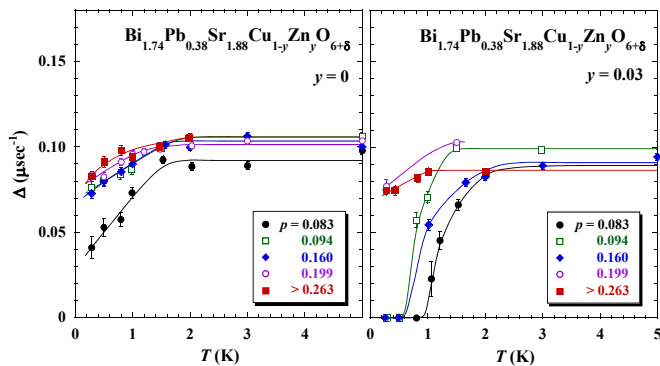 Bi1.74Pb0.38Sr1.88Cu1-yZnyO6+δ
y = 0
Δ (μsec-1)
0.15
0.10
0.05
0
p = 0.083
0.094
0.160
0.199
> 0.263
0 1 2 3 4
T (K)
Bi1.74Pb0.38Sr1.88Cu1-yZnyO6+δ
y = 0.03
p = 0.083
0.094
0.160
0.199
> 0.263
0 1 2 3 4 5
T (K)